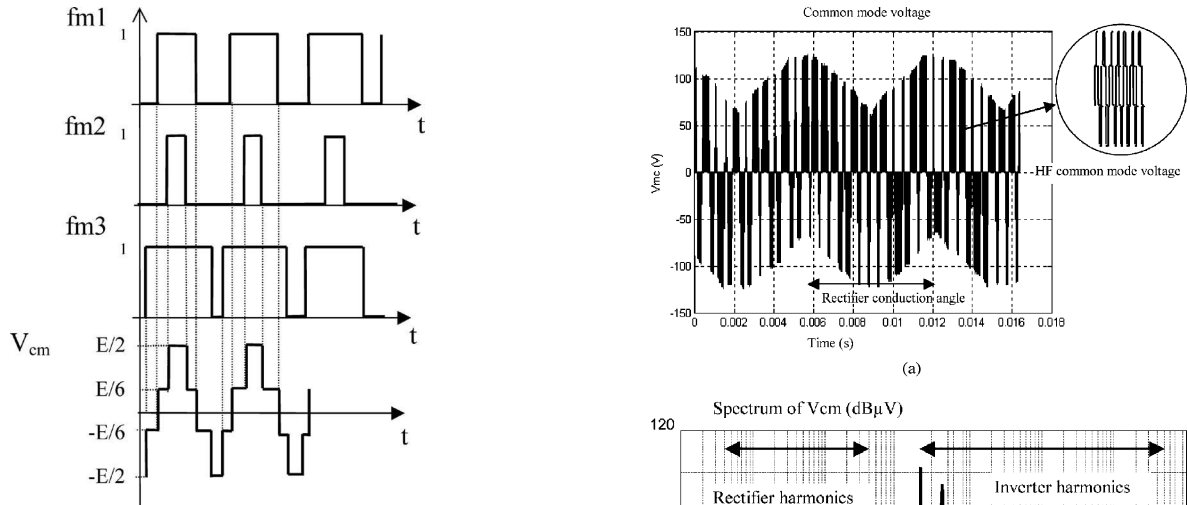 fm1
1
t
fm2
1
t
fm3
1
t
Vcm
E/2
E/6
-E/6
-E/2
t
Common mode voltage
150
100
50
0
-50
-100
-150
Vmc (V)
HF common mode voltage
Rectifier conduction angle
0 0.002 0.004 0.006 0.008 0.01 0.012 0.014 0.016 0.018
Time (s)
(a)
Spectrum of Vcm (dBµV)
120
Rectifier harmonics
Inverter harmonics